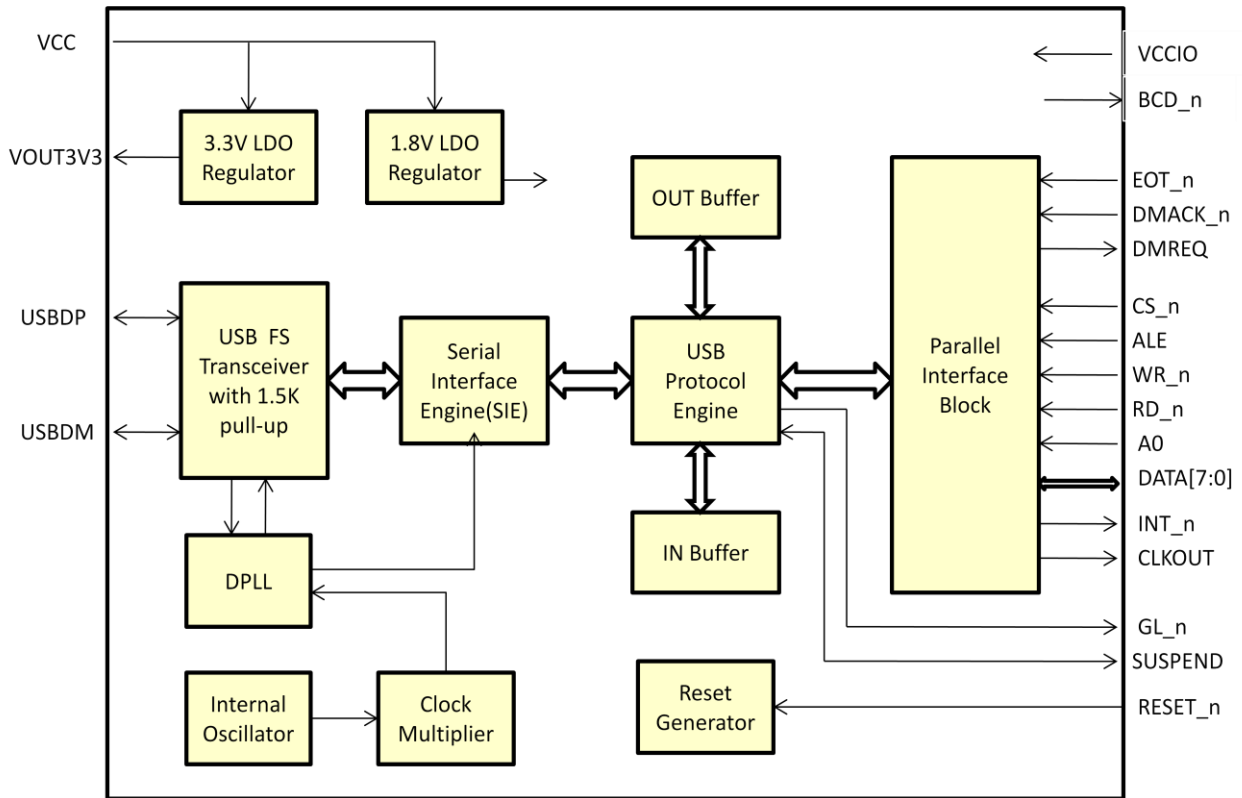 VCC
VCCIO
BCD_n
3.3V LDO
Regulator
1.8V LDO
Regulator
VOUT3V3
OUT Buffer
EOT_n
DMACK_n
DMREQ
USBDP
USBDM
USB FS
Transceiver
with 1.5K
pull-up
Serial
Interface
Engine(SIE)
USB
Protocol
Engine
Parallel
Interface
Block
CS_n
ALE
WR_n
RD_n
A0
DATA[7:0]
INT_n
CLKOUT
IN Buffer
DPLL
GL_n
SUSPEND
RESET_n
Internal
Oscillator
Clock
Multiplier
Reset
Generator